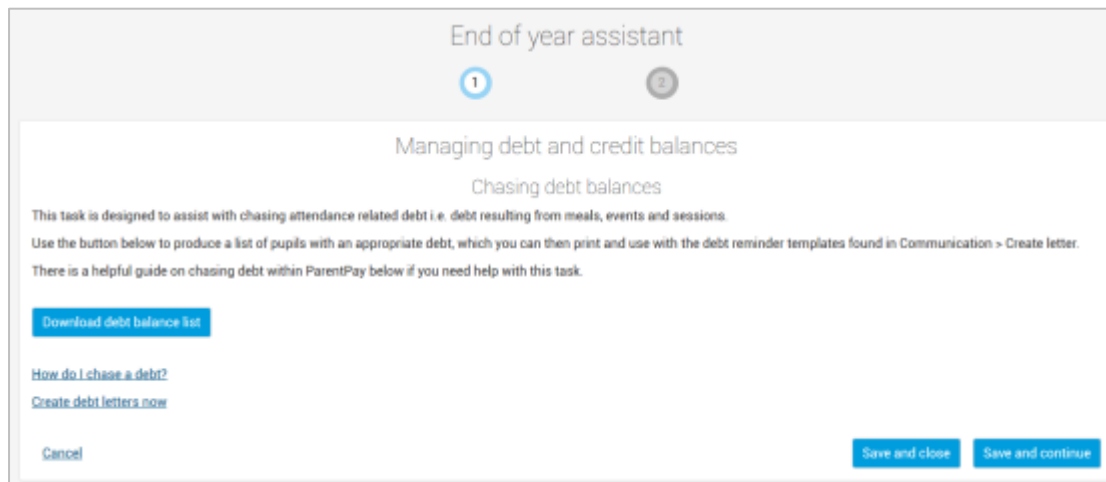 End of year assistant
1 2
Managing debt and credit balances
Chasing debt balances
This task is designed to assist with chasing attendance related debt i.e. debt resulting from meals, events and sessions.
Use the button below to produce a list of pupils with an appropriate debt, which you can then print and use with the debt reminder templates found in Communication > Create letter.
There is a helpful guide on chasing debt within ParentPay below if you need help with this task.
Download debt balance list
How do I chase a debt?
Create debt letters now
Cancel Save and close Save and continue